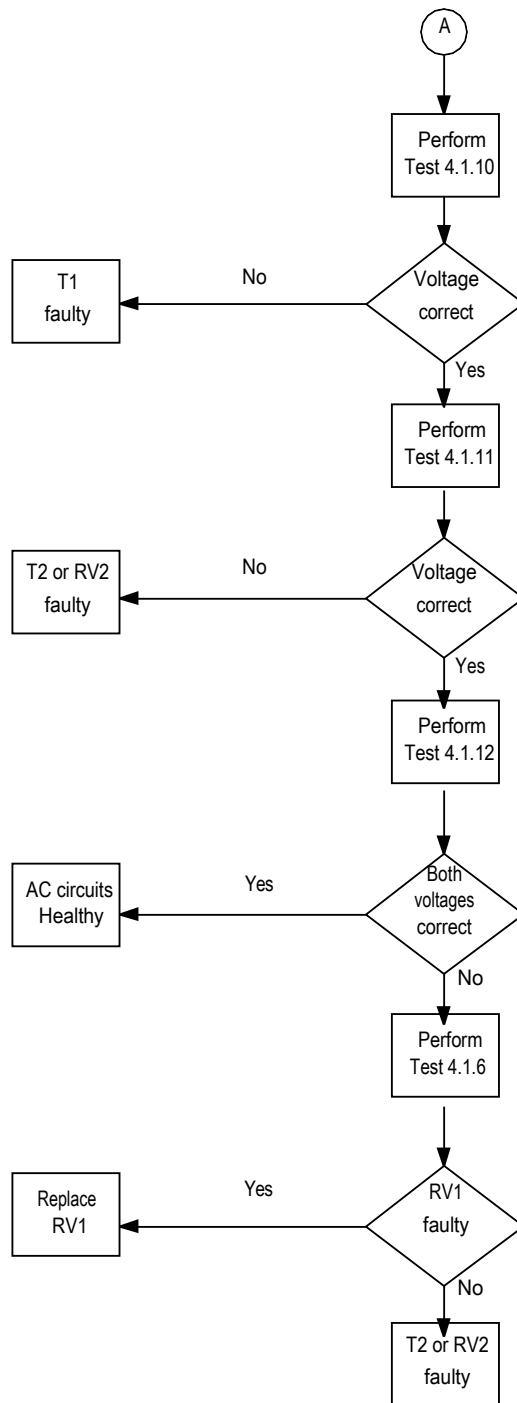 A
Perform
Test 4.1.10
Voltage
correct
No
T1
faulty
Yes
Perform
Test 4.1.11
Voltage
correct
No
T2 or RV2
faulty
Yes
Perform
Test 4.1.12
Both
voltages
correct
Yes
AC circuits
Healthy
No
Perform
Test 4.1.6
RV1
faulty
Yes
Replace
RV1
No
T2 or RV2
faulty